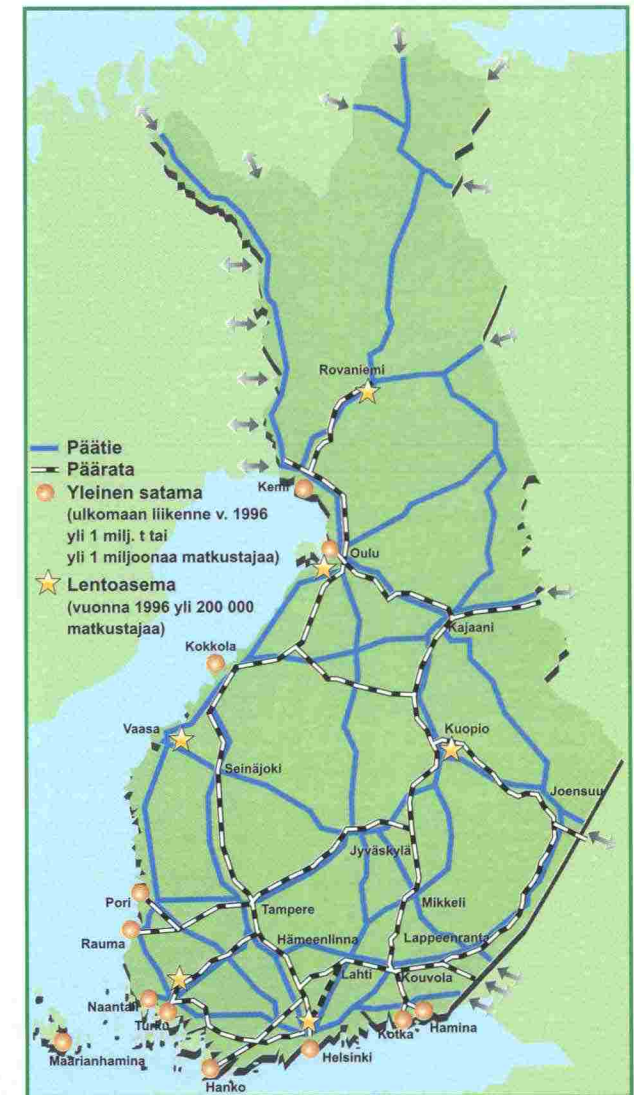 Rovaniemi
Päätie
Päärata
Yleinen satama
(ulkomaan liikenne v. 1996
yli 1 milj. t tai
yli 1 miljoonaa matkustajaa)
Lentoasema
(vuonna 1996 yli 200 000
matkustajaa)
Kemi
Oulu
Kajaani
Kokkola
Vaasa
Kuopio
Seinäjoki
Joensuu
Jyväskylä
Pori
Tampere
Mikkeli
Rauma
Hämeenlinna
Lappeenranta
Lahti
Kouvola
Naantali
Turku
Kotka
Hamina
Maarianhamina
Helsinki
Hanko